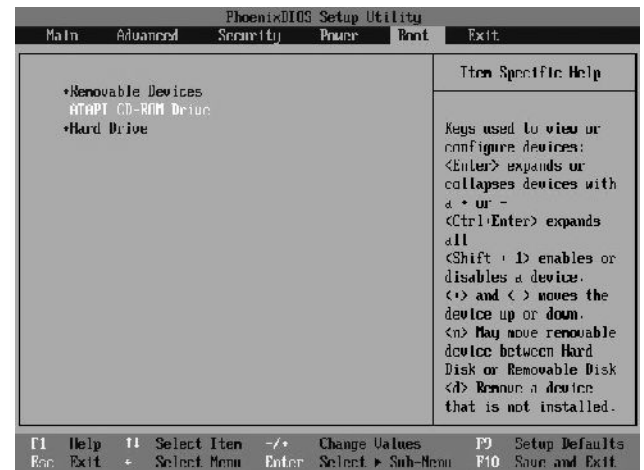 PhoenixBIOS Setup Utility
Main Advanced Security Power Boot Exit
+Removable Devices
ATAPI CD-ROM Drive
+Hard Drive
Item Specific Help
Keys used to view or
configure devices:
<Enter> expands or
collapses devices with
a + or -
<Ctrl+Enter> expands
all
<Shift + 1> enables or
disables a device.
<+> and <-> moves the
device up or down.
<n> May move removable
device between Hard
Disk or Removable Disk
<d> Remove a device
that is not installed.
F1 Help ↑↓ Select Item -/+ Change Values F9 Setup Defaults
Esc Exit ← Select Menu Enter Select ▶ Sub-Menu F10 Save and Exit